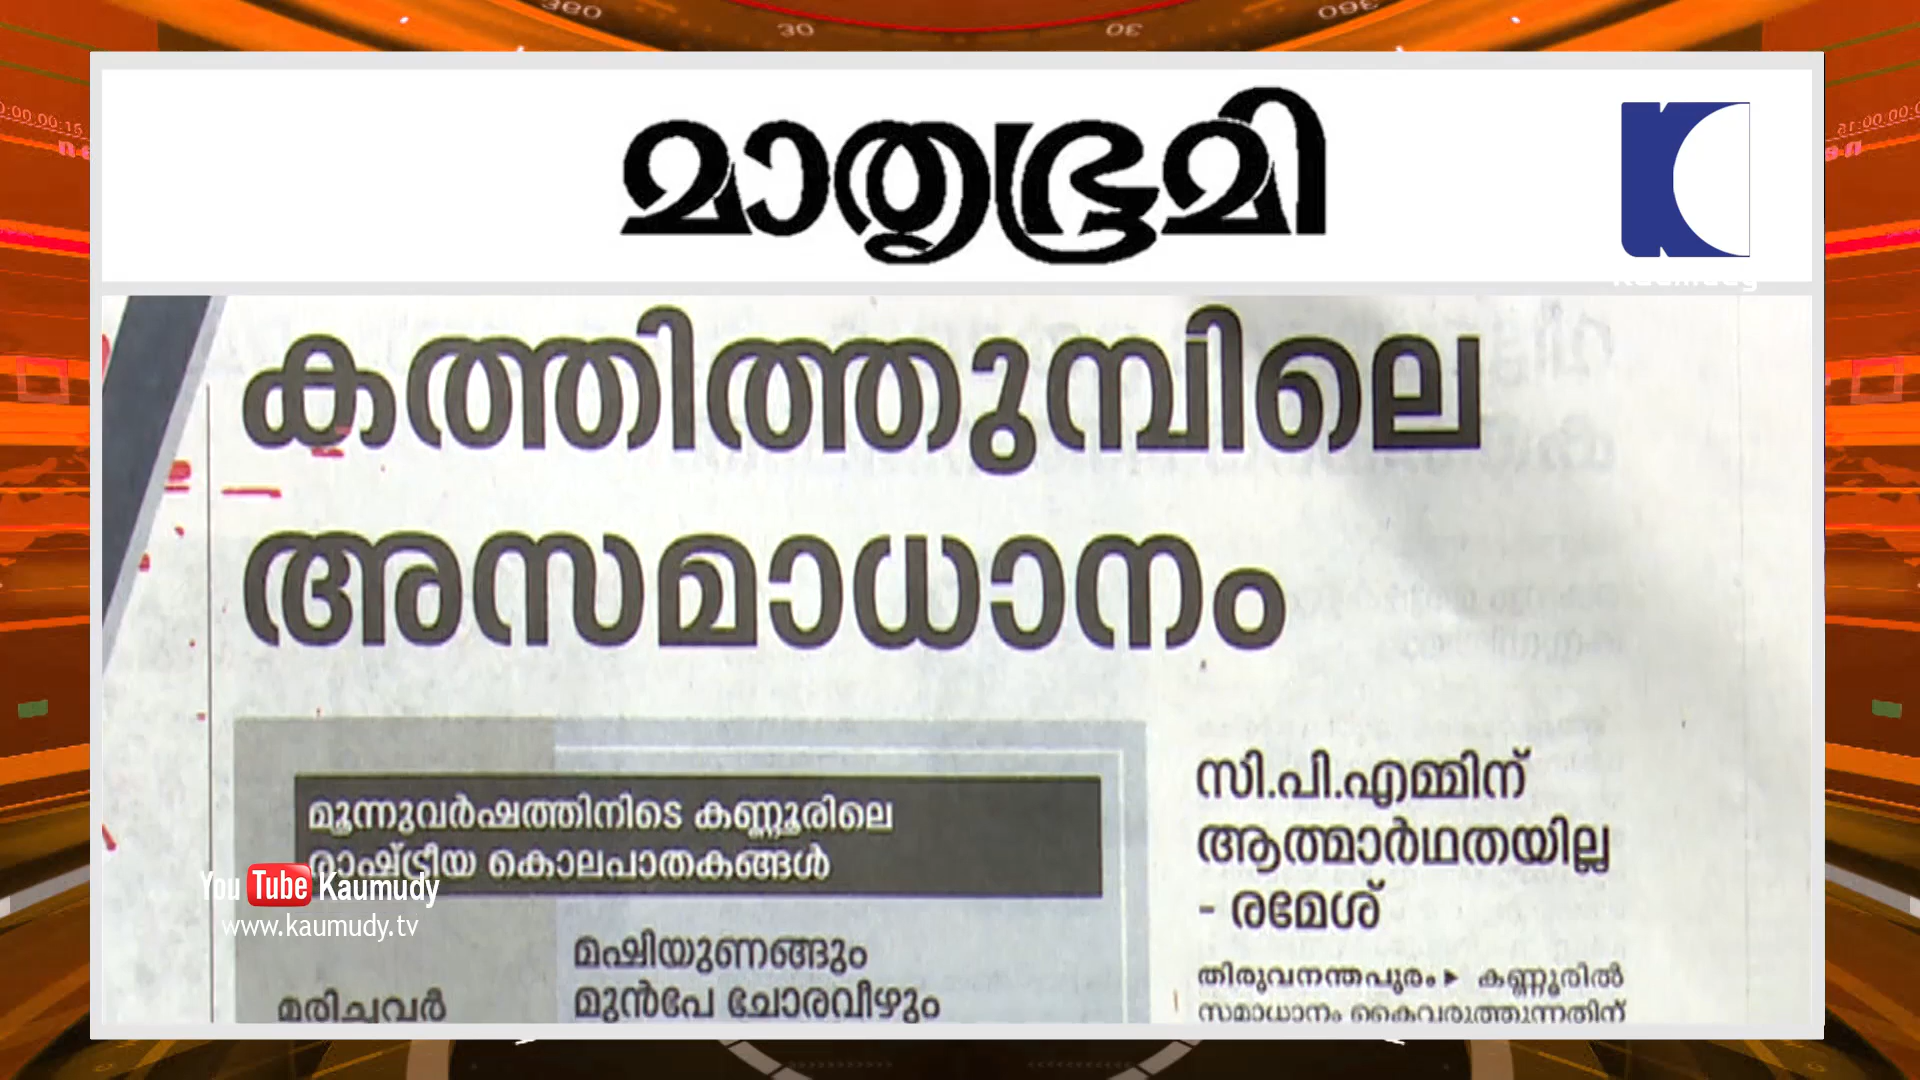 മാതൃഭൂമി
Kaumudy
കത്തിത്തുമ്പിലെ
അസമാധാനം
മൂന്നുവർഷത്തിനിടെ കണ്ണൂരിലെ
രാഷ്ട്രീയ കൊലപാതകങ്ങൾ
മഷിയുണങ്ങും
മുൻപേ ചോരവീഴും
മരിച്ചവർ
സി.പി.എമ്മിന്
ആത്മാർഥതയില്ല
- രമേശ്
തിരുവനന്തപുരം ▸ കണ്ണൂരിൽ
സമാധാനം കൈവരുത്തുന്നതിന്
You Tube Kaumudy
www.kaumudy.tv